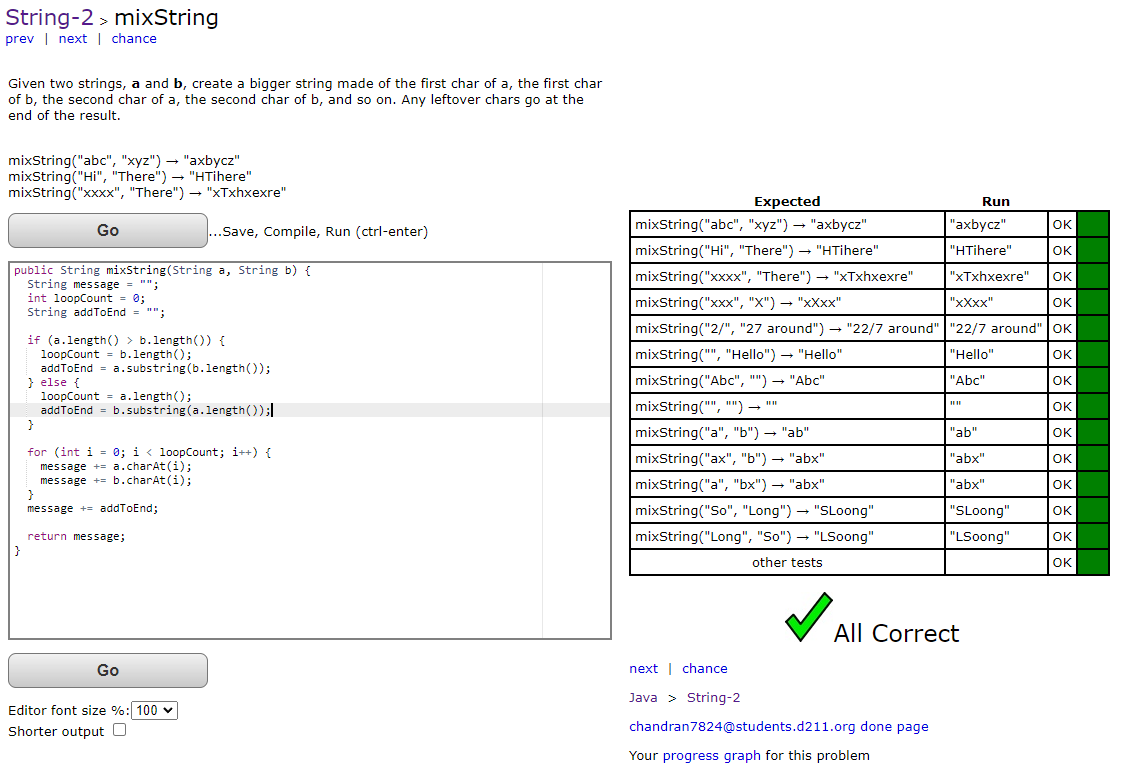 String-2 > mixString
prev | next | chance
Given two strings, a and b, create a bigger string made of the first char of a, the first char
of b, the second char of a, the second char of b, and so on. Any leftover chars go at the
end of the result.
mixString("abc", "xyz") → "axbycz"
mixString("Hi", "There") → "HTihere"
mixString("xxxx", "There") → "xTxhxexre"
Go
...Save, Compile, Run (ctrl-enter)
public String mixString(String a, String b) {
  String message = "";
  int loopCount = 0;
  String addToEnd = "";

  if (a.length() > b.length()) {
    loopCount = b.length();
    addToEnd = a.substring(b.length());
  } else {
    loopCount = a.length();
    addToEnd = b.substring(a.length());
  }

  for (int i = 0; i < loopCount; i++) {
    message += a.charAt(i);
    message += b.charAt(i);
  }
  message += addToEnd;

  return message;
}
Go
Editor font size %: 100
Shorter output
Expected Run
mixString("abc", "xyz") → "axbycz" "axbycz" OK
mixString("Hi", "There") → "HTihere" "HTihere" OK
mixString("xxxx", "There") → "xTxhxexre" "xTxhxexre" OK
mixString("xxx", "X") → "xXxx" "xXxx" OK
mixString("2/", "27 around") → "22/7 around" "22/7 around" OK
mixString("", "Hello") → "Hello" "Hello" OK
mixString("Abc", "") → "Abc" "Abc" OK
mixString("", "") → "" "" OK
mixString("a", "b") → "ab" "ab" OK
mixString("ax", "b") → "abx" "abx" OK
mixString("a", "bx") → "abx" "abx" OK
mixString("So", "Long") → "SLoong" "SLoong" OK
mixString("Long", "So") → "LSoong" "LSoong" OK
other tests OK
All Correct
next | chance
Java > String-2
chandran7824@students.d211.org done page
Your progress graph for this problem